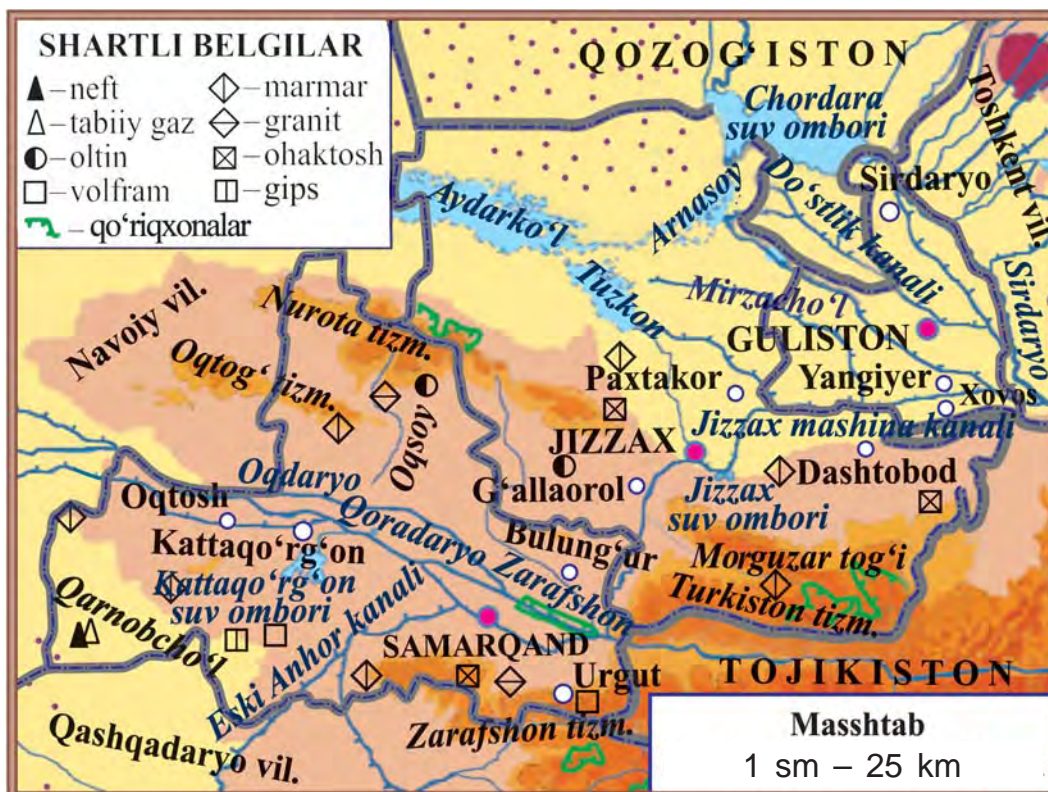 SHARTLI BELGILAR
– neft
– tabiiy gaz
– oltin
– volfram
– marmar
– granit
– ohaktosh
– gips
– qo‘riqxonalar
QOZOG‘ISTON
Chordara
suv ombori
Toshkent vil.
Sirdaryo
Aydarko‘l
Arnasoy
Do‘stlik kanali
Sirdaryo
Tuzkon
Mirzacho‘l
Navoiy vil.
Nurota tizm.
GULISTON
Oqtog‘ tizm.
Paxtakor
Yangiyer
Xovos
Oqsoy
JIZZAX
Jizzax mashina kanali
Oqdaryo
G‘allaorol
Jizzax
suv ombori
Dashtobod
Oqtosh
Qoradaryo
Kattaqo‘rg‘on
Bulung‘ur
Zarafshon
Morguzar tog‘i
Kattaqo‘rg‘on
suv ombori
Turkiston tizm.
Qarnobcho‘l
Eski Anhor kanali
SAMARQAND
Urgut
TOJIKISTON
Zarafshon tizm.
Qashqadaryo vil.
Masshtab
1 sm – 25 km